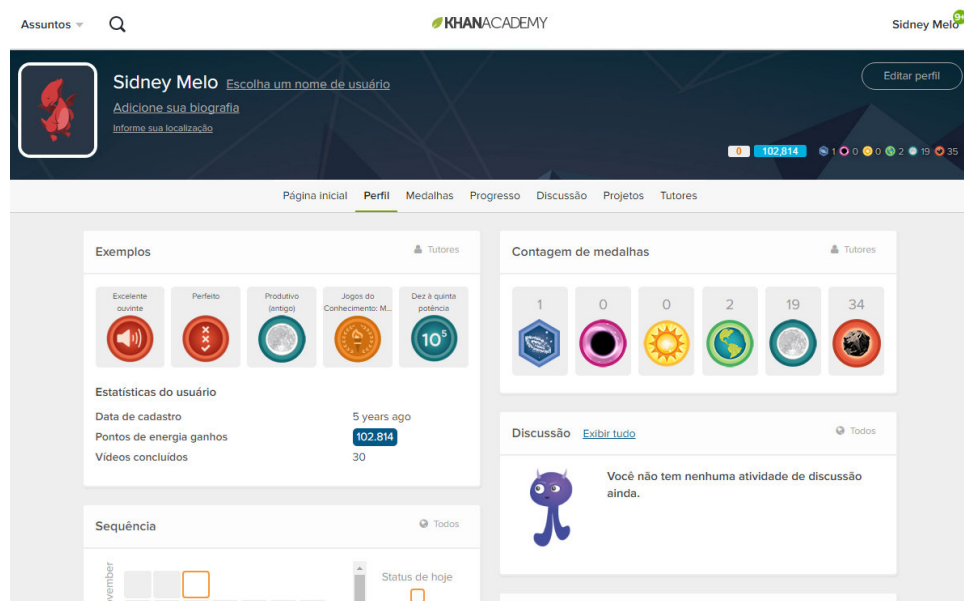 Assuntos
KHANACADEMY
Sidney Melo
9+
Sidney Melo Escolha um nome de usuário
Editar perfil
Adicione sua biografia
Informe sua localização
0 102,814 1 0 0 2 19 35
Página inicial Perfil Medalhas Progresso Discussão Projetos Tutores
Exemplos Tutores
Excelente ouvinte
Perfeito
Produtivo (antigo)
Jogos do Conhecimento: M...
Dez à quinta potência
10⁵
Estatísticas do usuário
Data de cadastro 5 years ago
Pontos de energia ganhos 102.814
Vídeos concluídos 30
Sequência Todos
Status de hoje
Contagem de medalhas Tutores
1 0 0 2 19 34
Discussão Exibir tudo Todos
Você não tem nenhuma atividade de discussão
ainda.